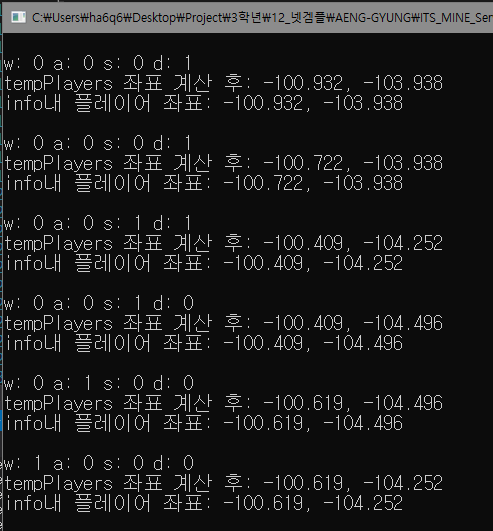 C:₩Users₩ha6q6₩Desktop₩Project₩3학년₩12_넷겜플₩AENG-GYUNG₩ITS_MINE_Ser
w: 0 a: 0 s: 0 d: 1
tempPlayers 좌표 계산 후: -100.932, -103.938
info내 플레이어 좌표: -100.932, -103.938
w: 0 a: 0 s: 0 d: 1
tempPlayers 좌표 계산 후: -100.722, -103.938
info내 플레이어 좌표: -100.722, -103.938
w: 0 a: 0 s: 1 d: 1
tempPlayers 좌표 계산 후: -100.409, -104.252
info내 플레이어 좌표: -100.409, -104.252
w: 0 a: 0 s: 1 d: 0
tempPlayers 좌표 계산 후: -100.409, -104.496
info내 플레이어 좌표: -100.409, -104.496
w: 0 a: 1 s: 0 d: 0
tempPlayers 좌표 계산 후: -100.619, -104.496
info내 플레이어 좌표: -100.619, -104.496
w: 1 a: 0 s: 0 d: 0
tempPlayers 좌표 계산 후: -100.619, -104.252
info내 플레이어 좌표: -100.619, -104.252